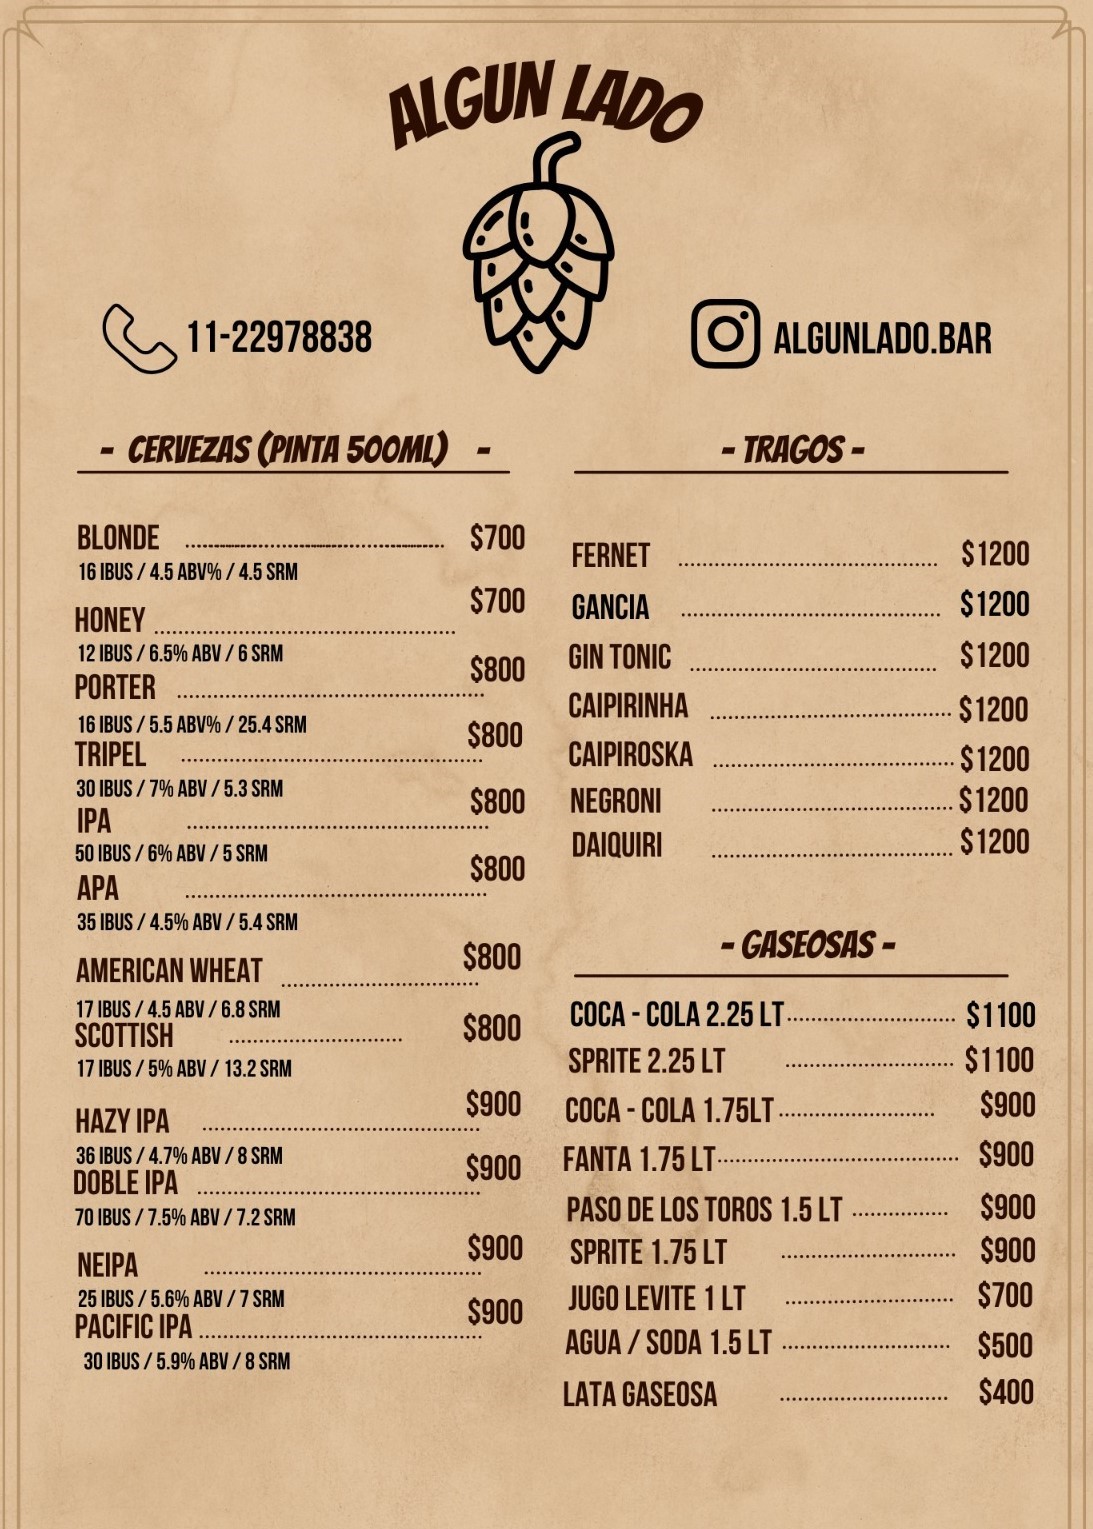 ALGUN LADO
11-22978838
ALGUNLADO.BAR
- CERVEZAS (PINTA 500ML) -
BLONDE ........ $700
16 IBUS / 4.5 ABV% / 4.5 SRM
HONEY ........ $700
12 IBUS / 6.5% ABV / 6 SRM
PORTER ........ $800
16 IBUS / 5.5 ABV% / 25.4 SRM
TRIPEL ........ $800
30 IBUS / 7% ABV / 5.3 SRM
IPA ........ $800
50 IBUS / 6% ABV / 5 SRM
APA ........ $800
35 IBUS / 4.5% ABV / 5.4 SRM
AMERICAN WHEAT ........ $800
17 IBUS / 4.5 ABV / 6.8 SRM
SCOTTISH ........ $800
17 IBUS / 5% ABV / 13.2 SRM
HAZY IPA ........ $900
36 IBUS / 4.7% ABV / 8 SRM
DOBLE IPA ........ $900
70 IBUS / 7.5% ABV / 7.2 SRM
NEIPA ........ $900
25 IBUS / 5.6% ABV / 7 SRM
PACIFIC IPA ........ $900
30 IBUS / 5.9% ABV / 8 SRM
- TRAGOS -
FERNET ........ $1200
GANCIA ........ $1200
GIN TONIC ........ $1200
CAIPIRINHA ........ $1200
CAIPIROSKA ........ $1200
NEGRONI ........ $1200
DAIQUIRI ........ $1200
- GASEOSAS -
COCA - COLA 2.25 LT ........ $1100
SPRITE 2.25 LT ........ $1100
COCA - COLA 1.75LT ........ $900
FANTA 1.75 LT ........ $900
PASO DE LOS TOROS 1.5 LT ........ $900
SPRITE 1.75 LT ........ $900
JUGO LEVITE 1 LT ........ $700
AGUA / SODA 1.5 LT ........ $500
LATA GASEOSA ........ $400